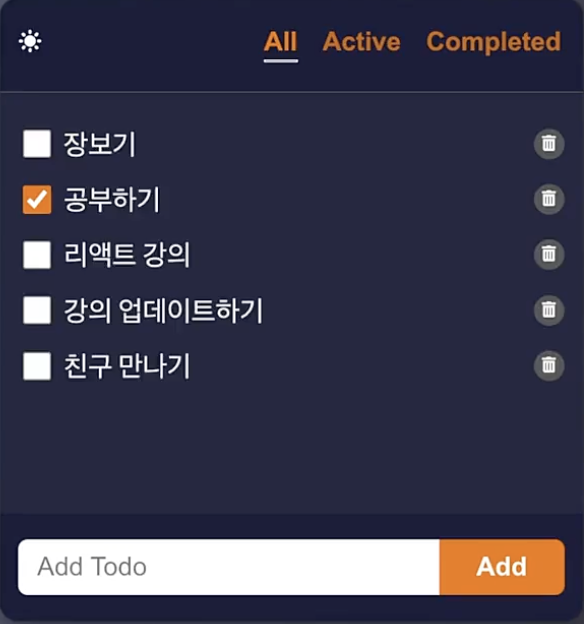 All Active Completed
장보기
공부하기
리액트 강의
강의 업데이트하기
친구 만나기
Add Todo Add